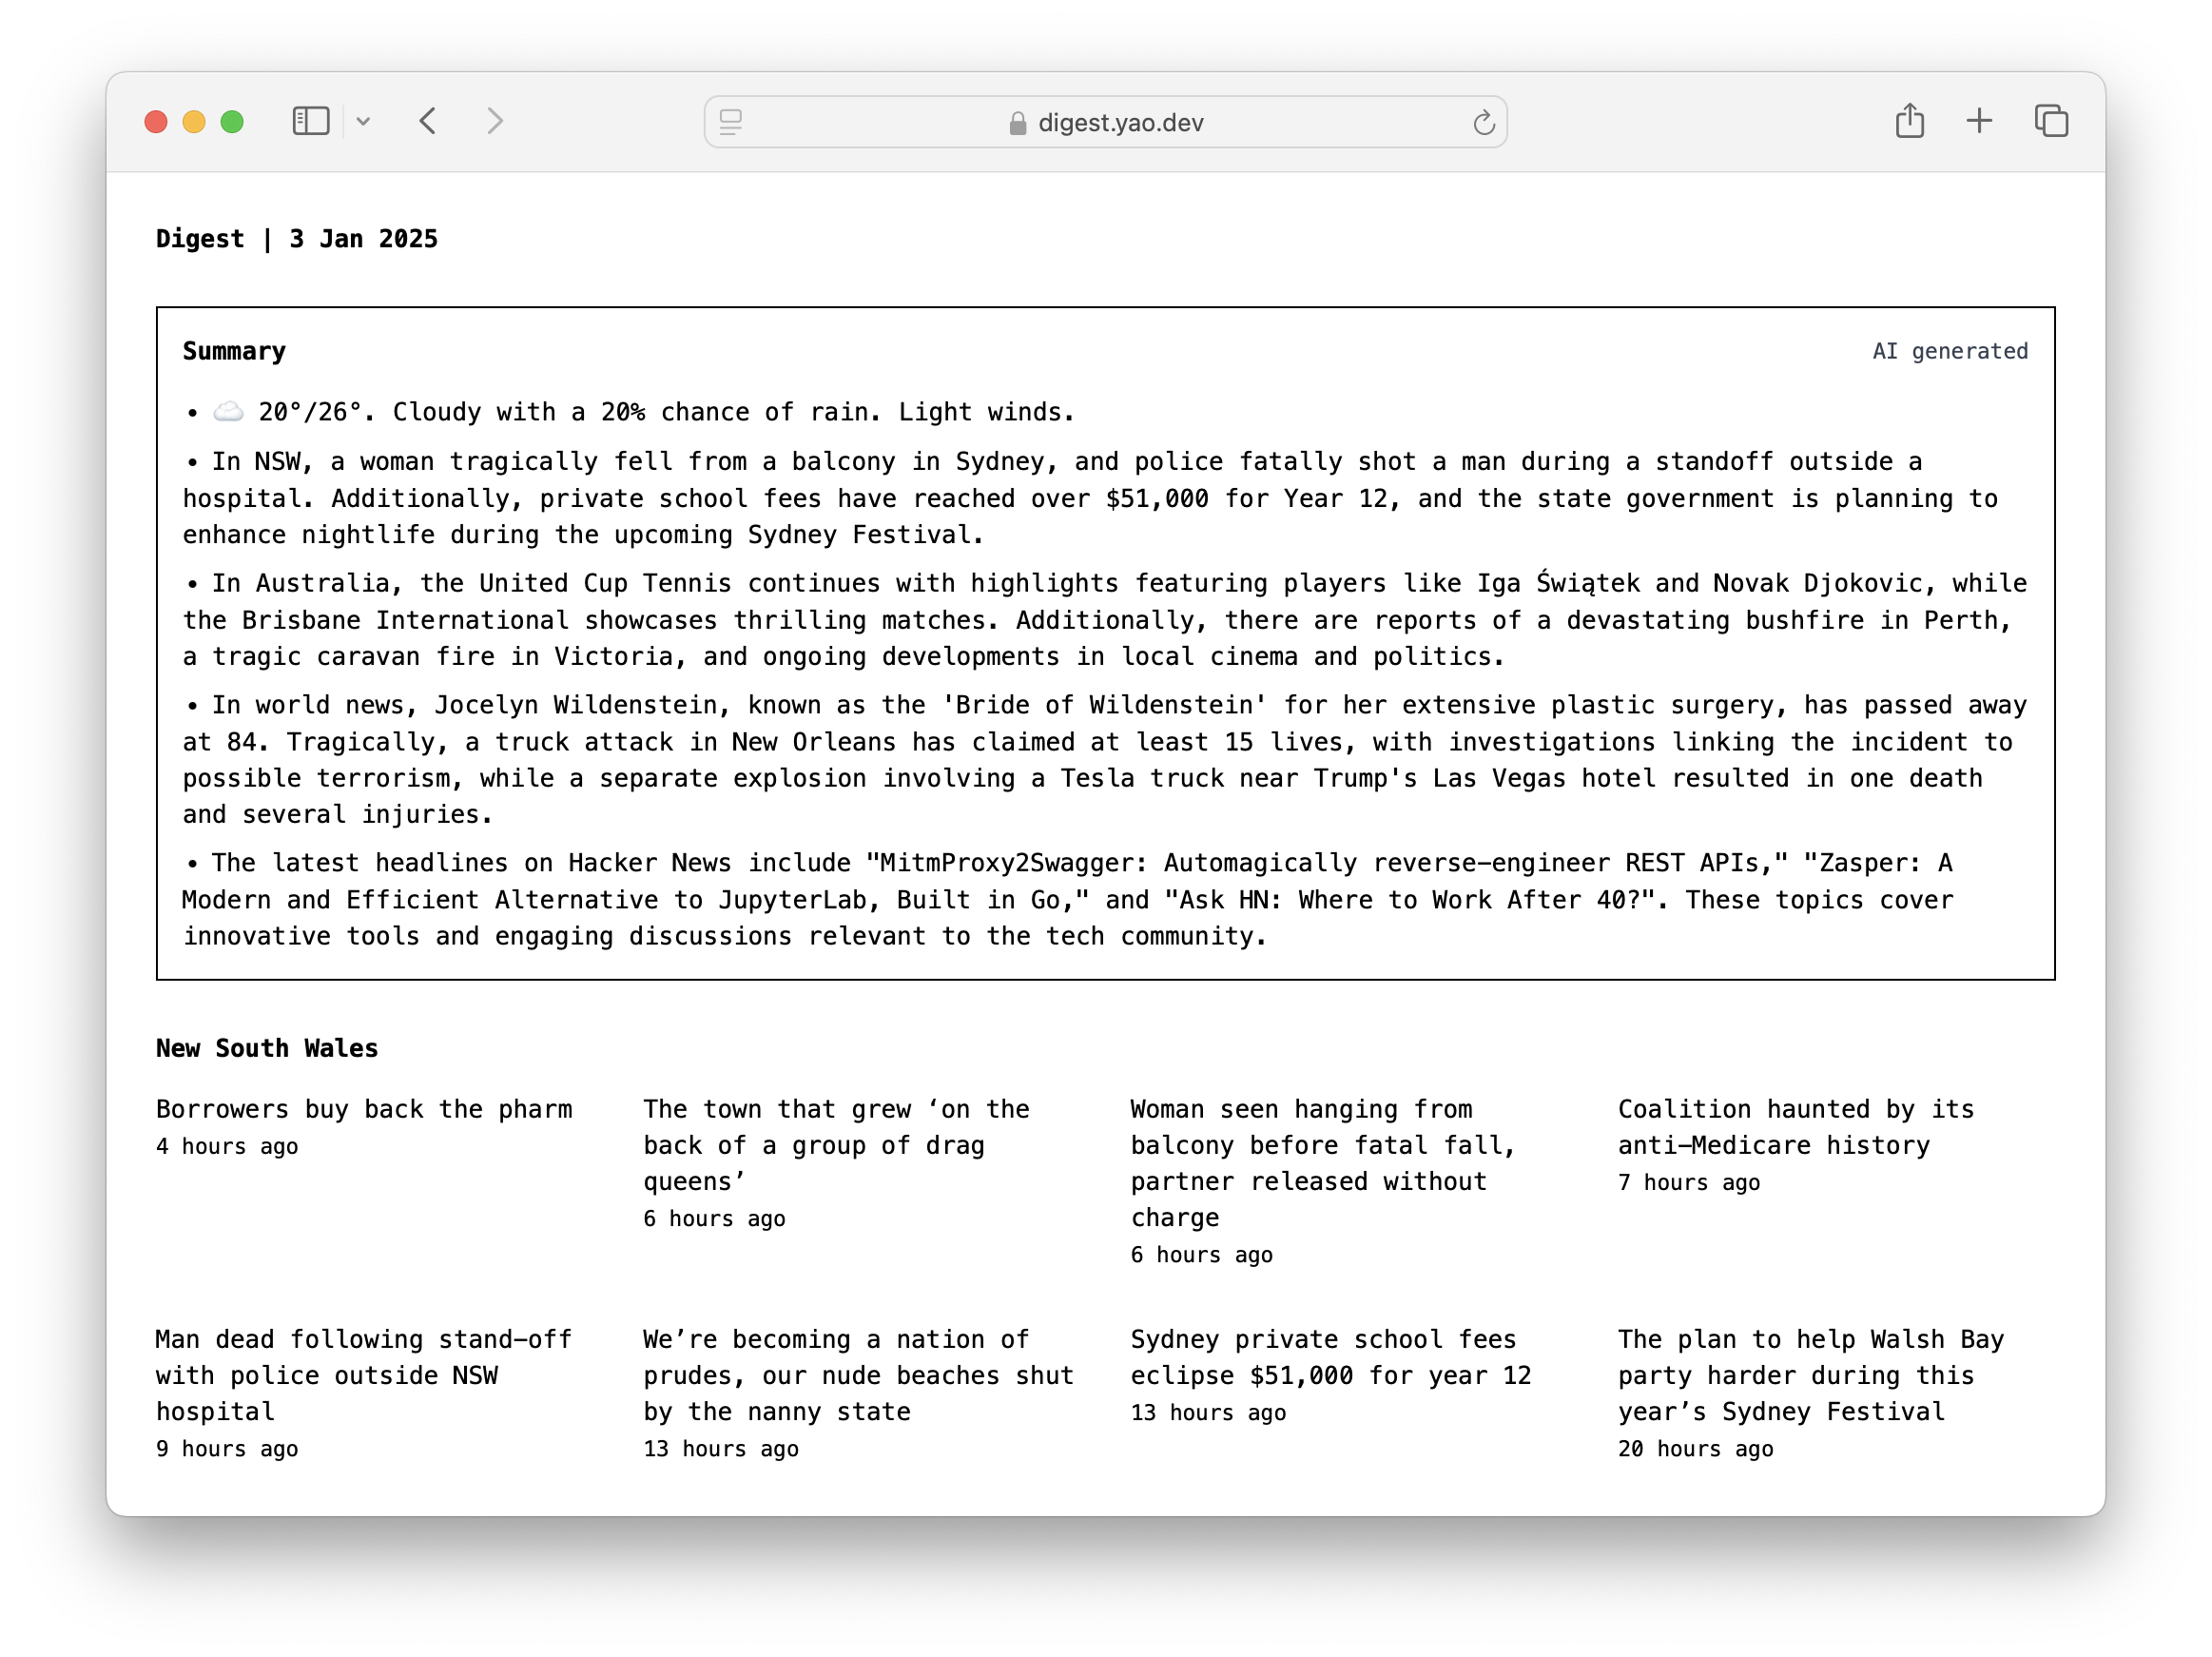 digest.yao.dev
Digest | 3 Jan 2025
Summary
AI generated
• ☁️ 20°/26°. Cloudy with a 20% chance of rain. Light winds.
• In NSW, a woman tragically fell from a balcony in Sydney, and police fatally shot a man during a standoff outside a
hospital. Additionally, private school fees have reached over $51,000 for Year 12, and the state government is planning to
enhance nightlife during the upcoming Sydney Festival.
• In Australia, the United Cup Tennis continues with highlights featuring players like Iga Świątek and Novak Djokovic, while
the Brisbane International showcases thrilling matches. Additionally, there are reports of a devastating bushfire in Perth,
a tragic caravan fire in Victoria, and ongoing developments in local cinema and politics.
• In world news, Jocelyn Wildenstein, known as the 'Bride of Wildenstein' for her extensive plastic surgery, has passed away
at 84. Tragically, a truck attack in New Orleans has claimed at least 15 lives, with investigations linking the incident to
possible terrorism, while a separate explosion involving a Tesla truck near Trump's Las Vegas hotel resulted in one death
and several injuries.
• The latest headlines on Hacker News include "MitmProxy2Swagger: Automagically reverse-engineer REST APIs," "Zasper: A
Modern and Efficient Alternative to JupyterLab, Built in Go," and "Ask HN: Where to Work After 40?". These topics cover
innovative tools and engaging discussions relevant to the tech community.
New South Wales
Borrowers buy back the pharm
4 hours ago
The town that grew ‘on the
back of a group of drag
queens’
6 hours ago
Woman seen hanging from
balcony before fatal fall,
partner released without
charge
6 hours ago
Coalition haunted by its
anti-Medicare history
7 hours ago
Man dead following stand-off
with police outside NSW
hospital
9 hours ago
We’re becoming a nation of
prudes, our nude beaches shut
by the nanny state
13 hours ago
Sydney private school fees
eclipse $51,000 for year 12
13 hours ago
The plan to help Walsh Bay
party harder during this
year’s Sydney Festival
20 hours ago